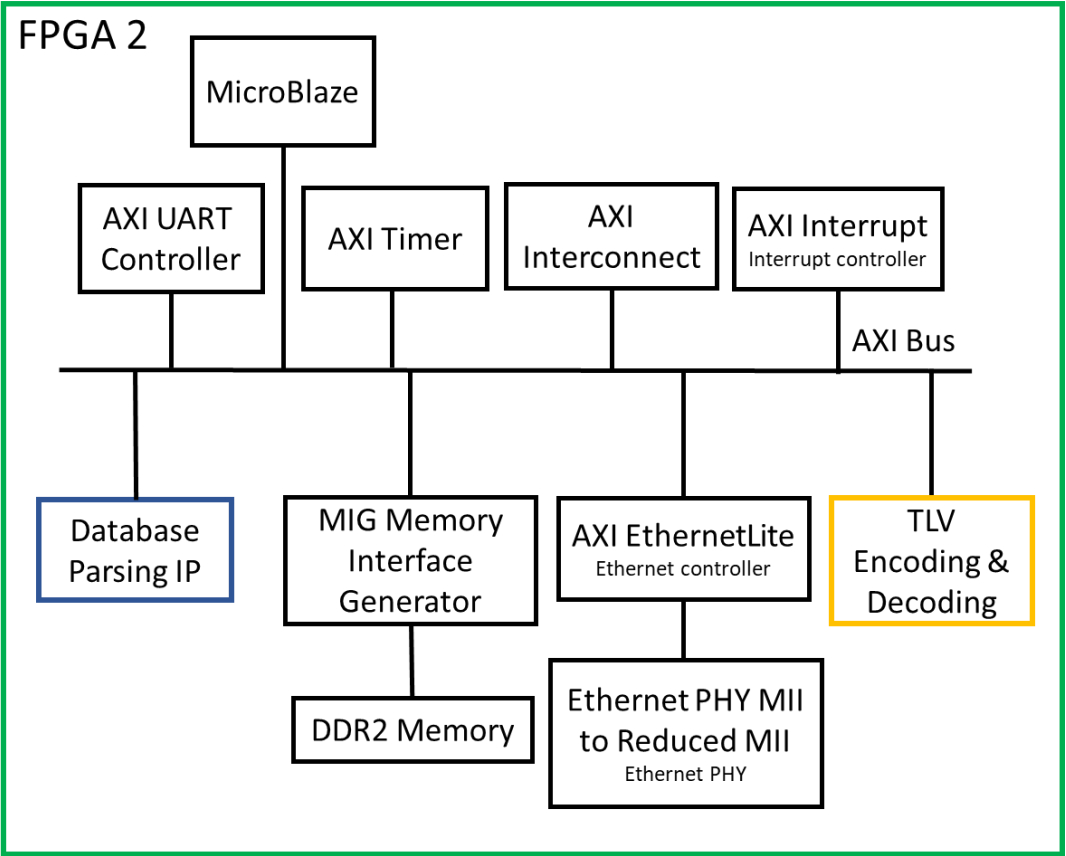 FPGA 2
MicroBlaze
AXI UART
Controller
AXI Timer
AXI
Interconnect
AXI Interrupt
Interrupt controller
AXI Bus
Database
Parsing IP
MIG Memory
Interface
Generator
AXI EthernetLite
Ethernet controller
TLV
Encoding &
Decoding
DDR2 Memory
Ethernet PHY MII
to Reduced MII
Ethernet PHY